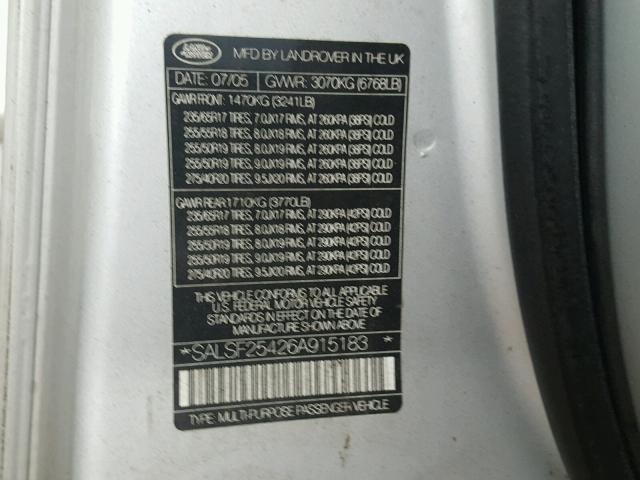 LAND ROVER
MFD BY LANDROVER IN THE UK
DATE: 07/05 GVWR: 3070KG (6768LB)
GAWR FRONT: 1470KG (3241LB)
235/65R17 TIRES, 7.0JX17 RIMS, AT 260KPA (38PSI) COLD
255/55R18 TIRES, 8.0JX18 RIMS, AT 260KPA (38PSI) COLD
255/50R19 TIRES, 8.0JX19 RIMS, AT 260KPA (38PSI) COLD
255/50R19 TIRES, 9.0JX19 RIMS, AT 260KPA (38PSI) COLD
275/40R20 TIRES, 9.5JX20 RIMS, AT 260KPA (38PSI) COLD
GAWR REAR 1710KG (3770LB)
235/65R17 TIRES, 7.0JX17 RIMS, AT 290KPA (42PSI) COLD
255/55R18 TIRES, 8.0JX18 RIMS, AT 290KPA (42PSI) COLD
255/50R19 TIRES, 8.0JX19 RIMS, AT 290KPA (42PSI) COLD
255/50R19 TIRES, 9.0JX19 RIMS, AT 290KPA (42PSI) COLD
275/40R20 TIRES, 9.5JX20 RIMS, AT 290KPA (42PSI) COLD
THIS VEHICLE CONFORMS TO ALL APPLICABLE
U.S. FEDERAL MOTOR VEHICLE SAFETY
STANDARDS IN EFFECT ON THE DATE OF
MANUFACTURE SHOWN ABOVE.
*SALSF25426A915183*
TYPE: MULTI-PURPOSE PASSENGER VEHICLE